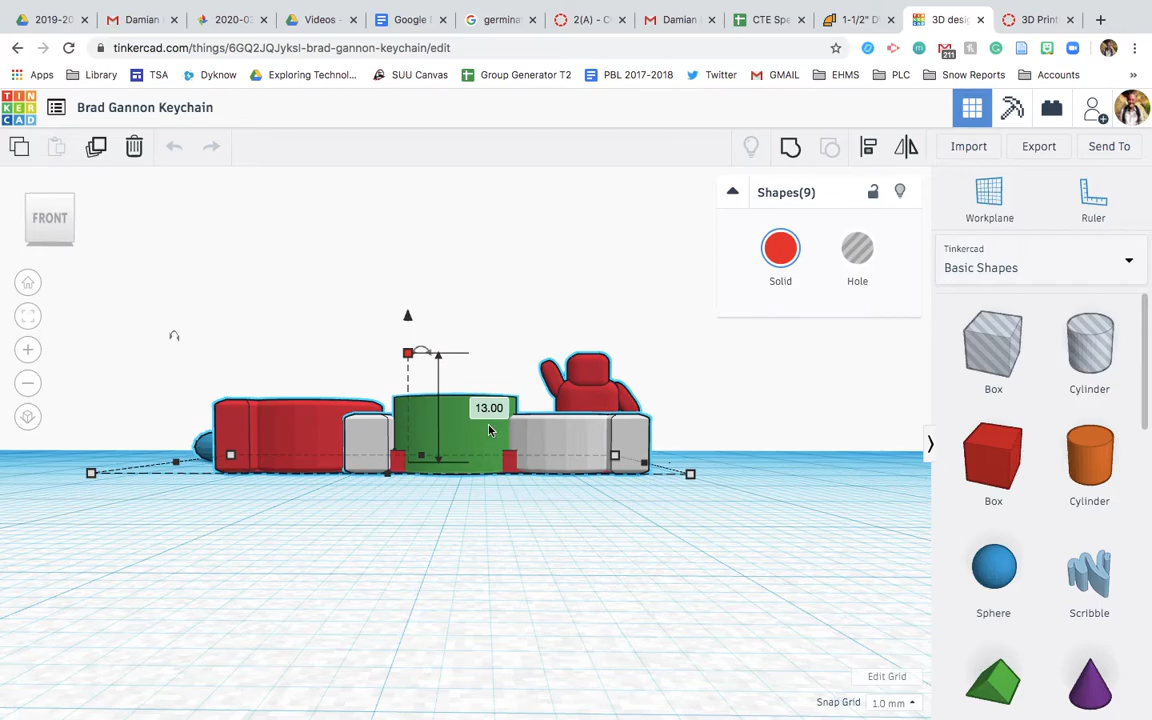 2019-20
Damian
2020-02
Videos -
Google
germina
2(A) - C
Damian
CTE Spe
1-1/2" D
3D desig
3D Print
tinkercad.com/things/6GQ2JQJyksl-brad-gannon-keychain/edit
211
Apps
Library
TSA
Dyknow
Exploring Technol...
SUU Canvas
Group Generator T2
PBL 2017-2018
Twitter
GMAIL
EHMS
PLC
Snow Reports
Accounts
»
TIN
KER
CAD
Brad Gannon Keychain
Import
Export
Send To
FRONT
Shapes(9)
Solid
Hole
Workplane
Ruler
Tinkercad
Basic Shapes
13.00
Box
Cylinder
Box
Cylinder
Sphere
Scribble
Edit Grid
Snap Grid
1.0 mm